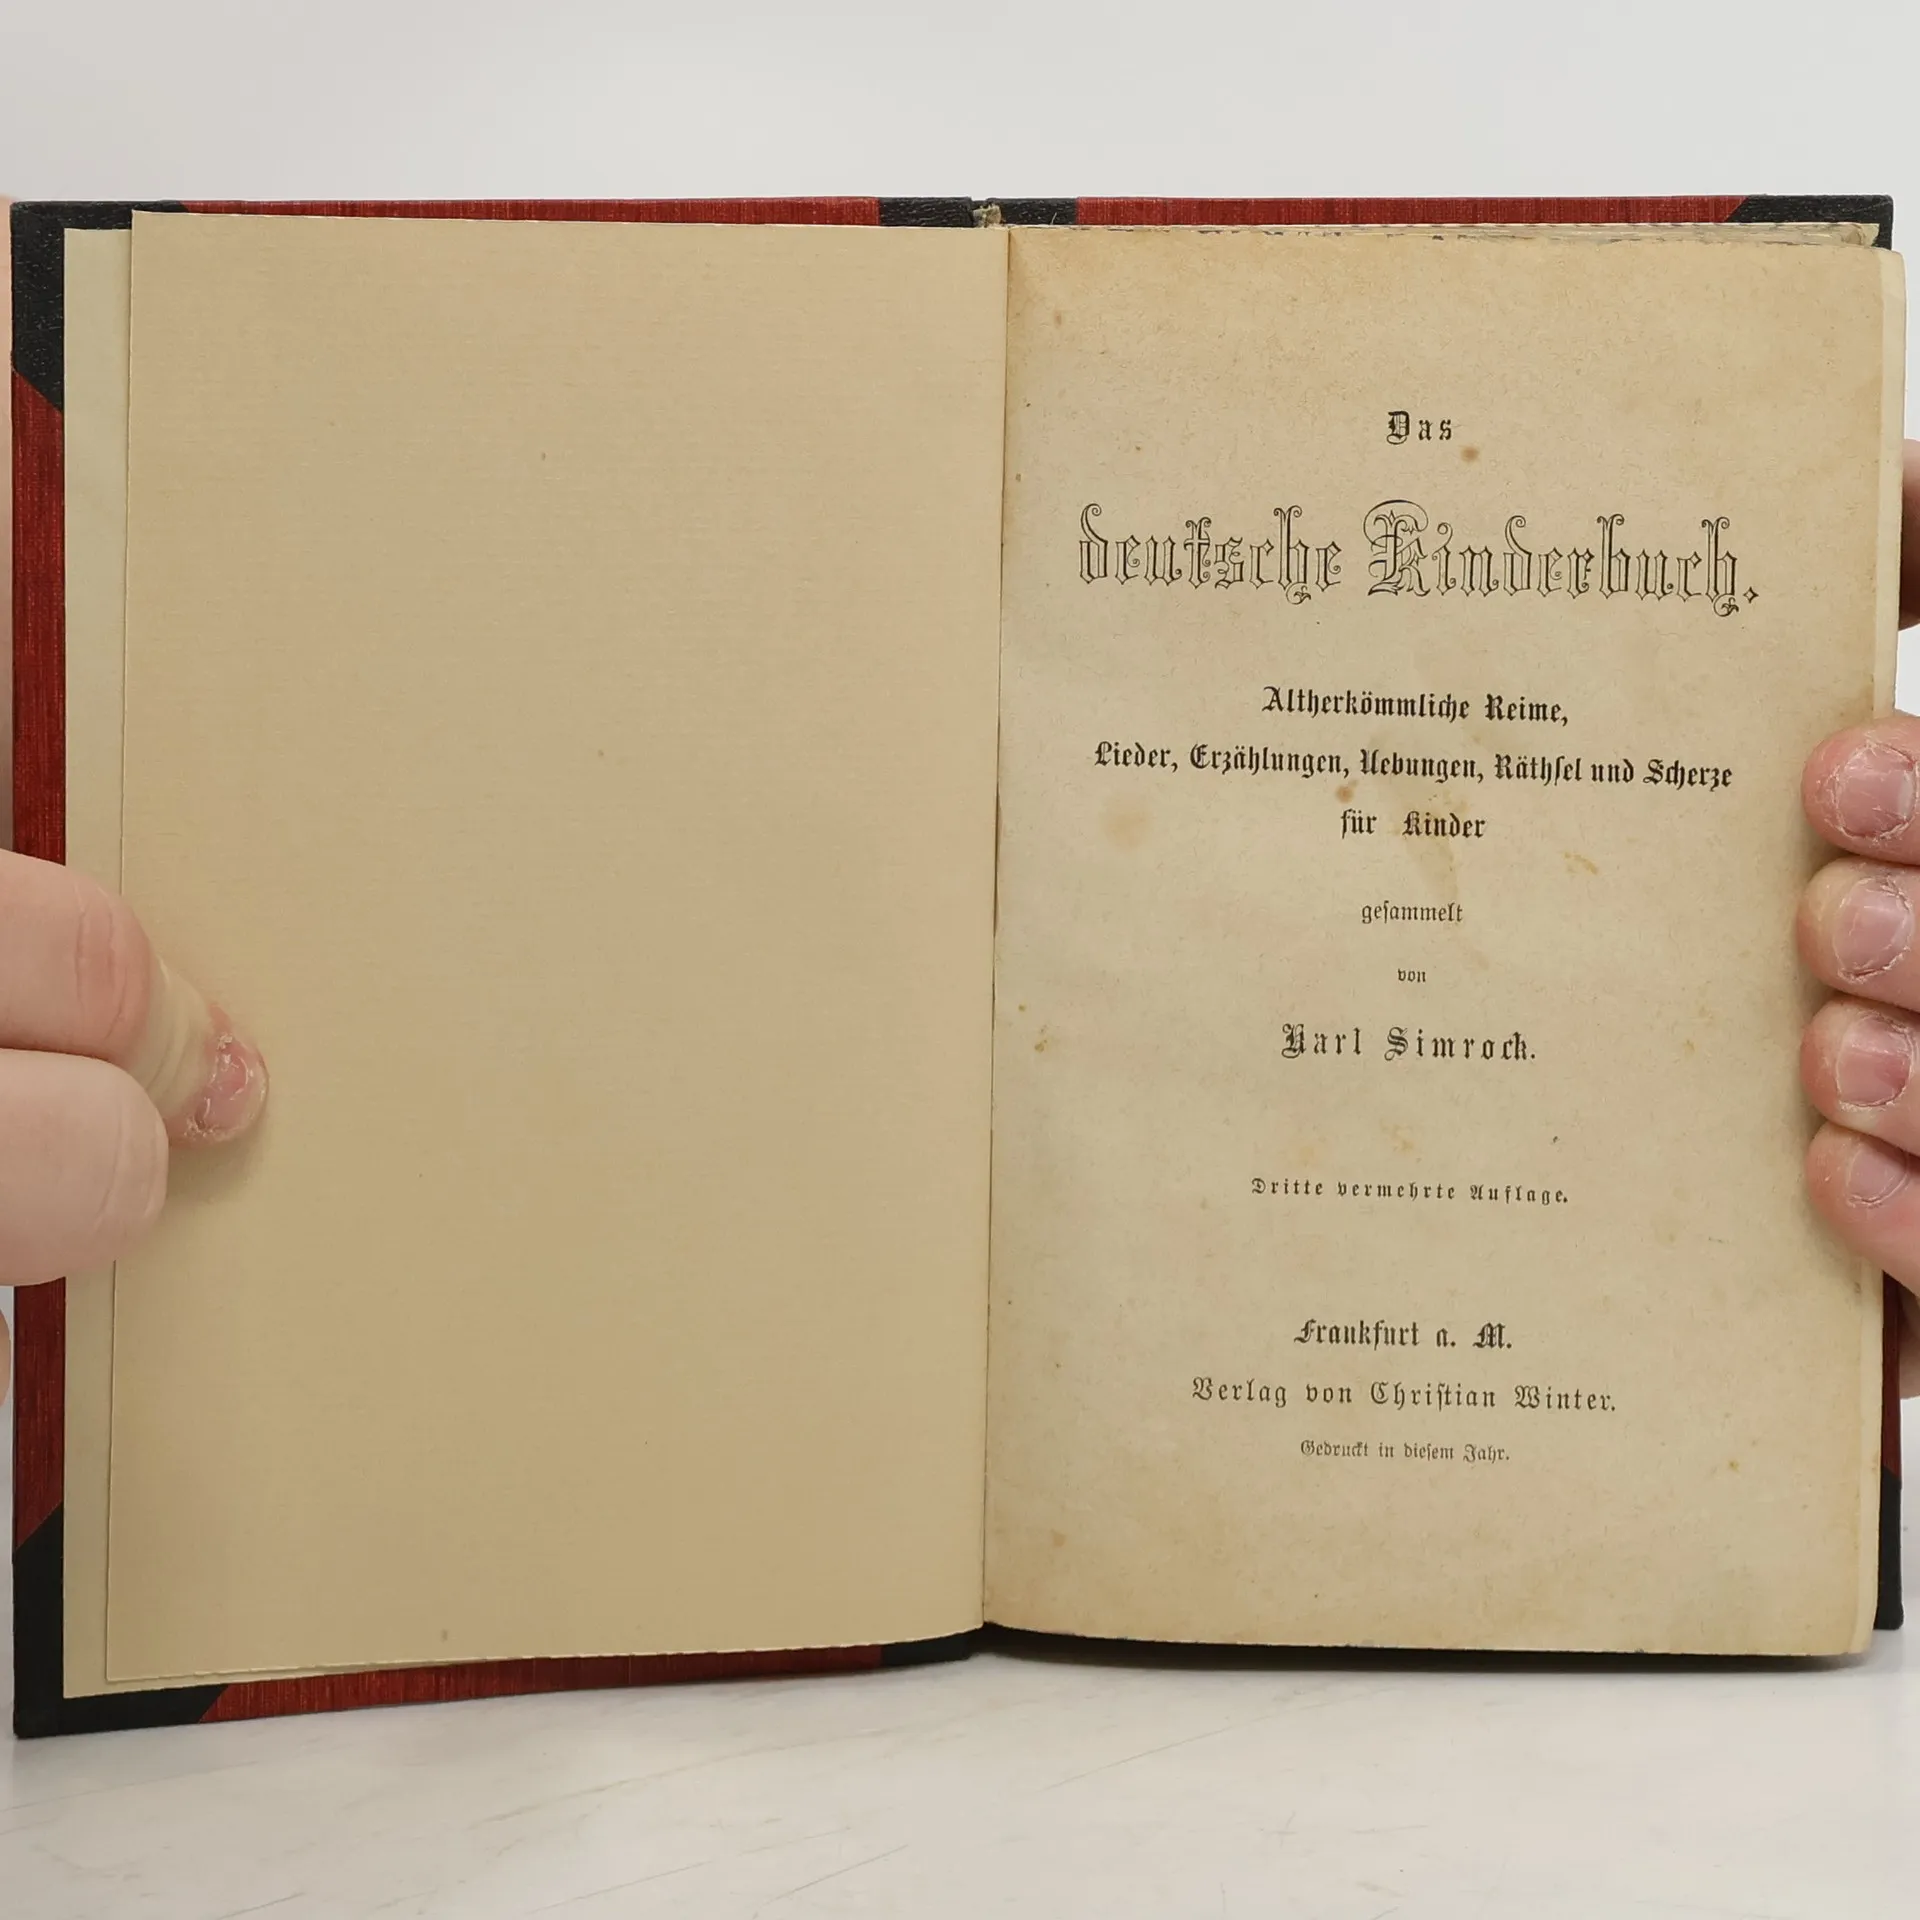 Das
deutsche Kinderbuch.
Altherkömmliche Reime,
Lieder, Erzählungen, Uebungen, Räthſel und Scherze
für Kinder
geſammelt
von
Karl Simrock.
Dritte vermehrte Auflage.
Frankfurt a. M.
Verlag von Chriſtian Winter.
Gedruckt in dieſem Jahr.